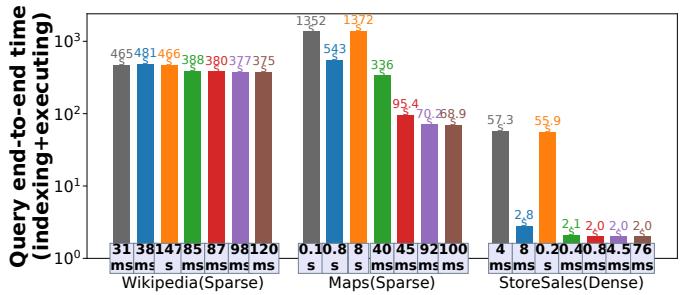 Query end-to-end time
(indexing+executing)
10³
10²
10¹
10⁰
465 s
481 s
466 s
388 s
380 s
377 s
375 s
1352 s
543 s
1372 s
336 s
95.4 s
70.2 s
68.9 s
57.3 s
2.8 s
55.9 s
2.1 s
2.0 s
2.0 s
2.0 s
31 ms
38 ms
147 s
85 ms
87 ms
98 ms
120 ms
0.1 s
0.8 s
8 s
40 ms
45 ms
92 ms
100 ms
4 ms
8 ms
0.2 s
0.4 ms
0.8 ms
4.5 ms
76 ms
Wikipedia(Sparse)
Maps(Sparse)
StoreSales(Dense)